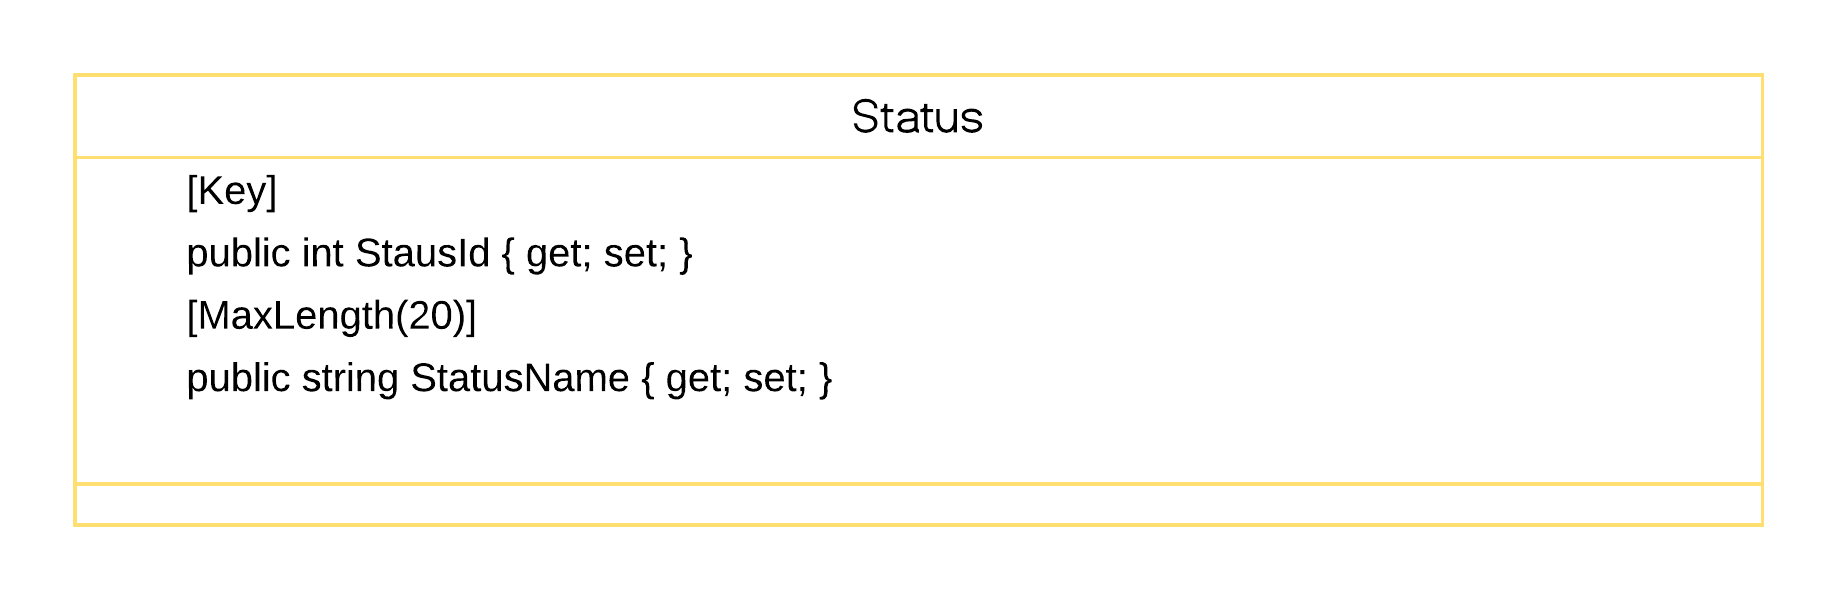 Status
[Key]
public int StausId { get; set; }
[MaxLength(20)]
public string StatusName { get; set; }